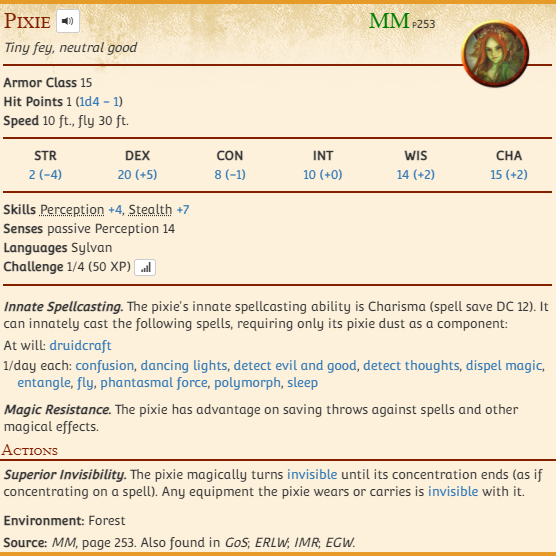 Pixie MM P253
Tiny fey, neutral good
Armor Class 15
Hit Points 1 (1d4 − 1)
Speed 10 ft., fly 30 ft.
STR DEX CON INT WIS CHA
2 (−4) 20 (+5) 8 (−1) 10 (+0) 14 (+2) 15 (+2)
Skills Perception +4, Stealth +7
Senses passive Perception 14
Languages Sylvan
Challenge 1/4 (50 XP)
Innate Spellcasting. The pixie's innate spellcasting ability is Charisma (spell save DC 12). It
can innately cast the following spells, requiring only its pixie dust as a component:
At will: druidcraft
1/day each: confusion, dancing lights, detect evil and good, detect thoughts, dispel magic,
entangle, fly, phantasmal force, polymorph, sleep
Magic Resistance. The pixie has advantage on saving throws against spells and other
magical effects.
Actions
Superior Invisibility. The pixie magically turns invisible until its concentration ends (as if
concentrating on a spell). Any equipment the pixie wears or carries is invisible with it.
Environment: Forest
Source: MM, page 253. Also found in GoS; ERLW; IMR; EGW.